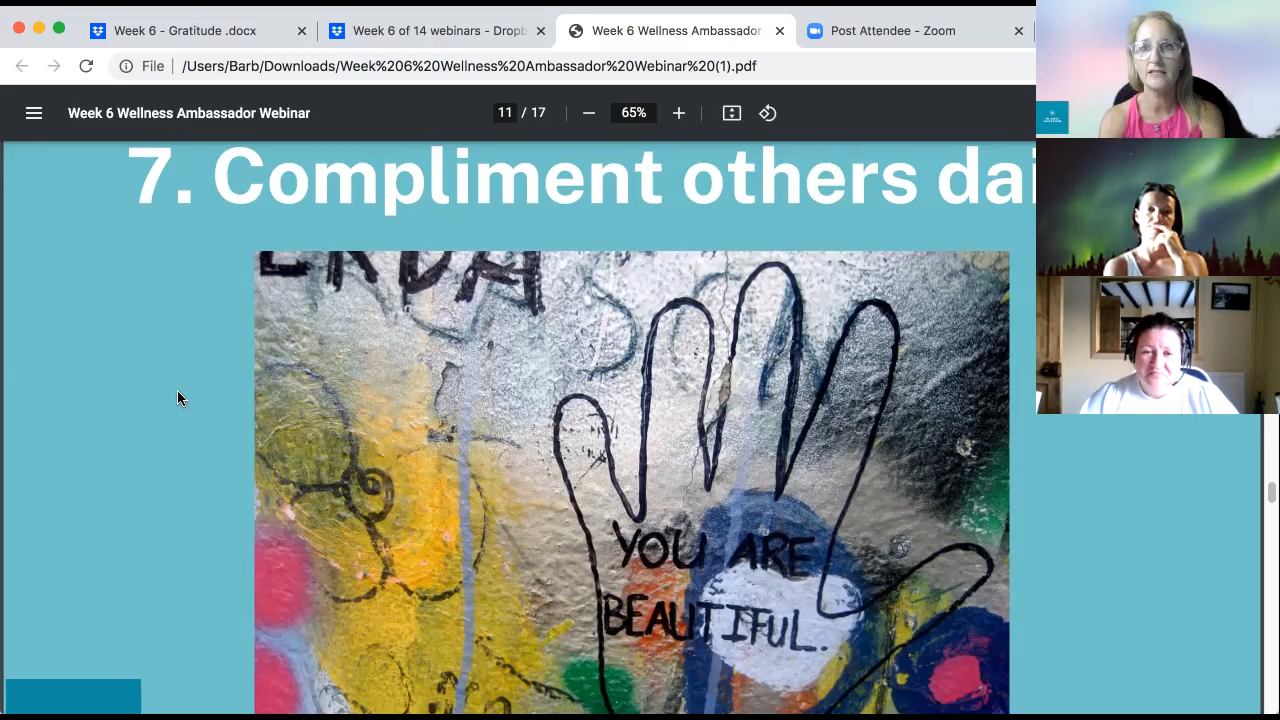 Week 6 - Gratitude .docx
Week 6 of 14 webinars - Dropb
Week 6 Wellness Ambassador
Post Attendee - Zoom
File
/Users/Barb/Downloads/Week%206%20Wellness%20Ambassador%20Webinar%20(1).pdf
Week 6 Wellness Ambassador Webinar
11 / 17
65%
7. Compliment others dai
YOU ARE
BEAUTIFUL.